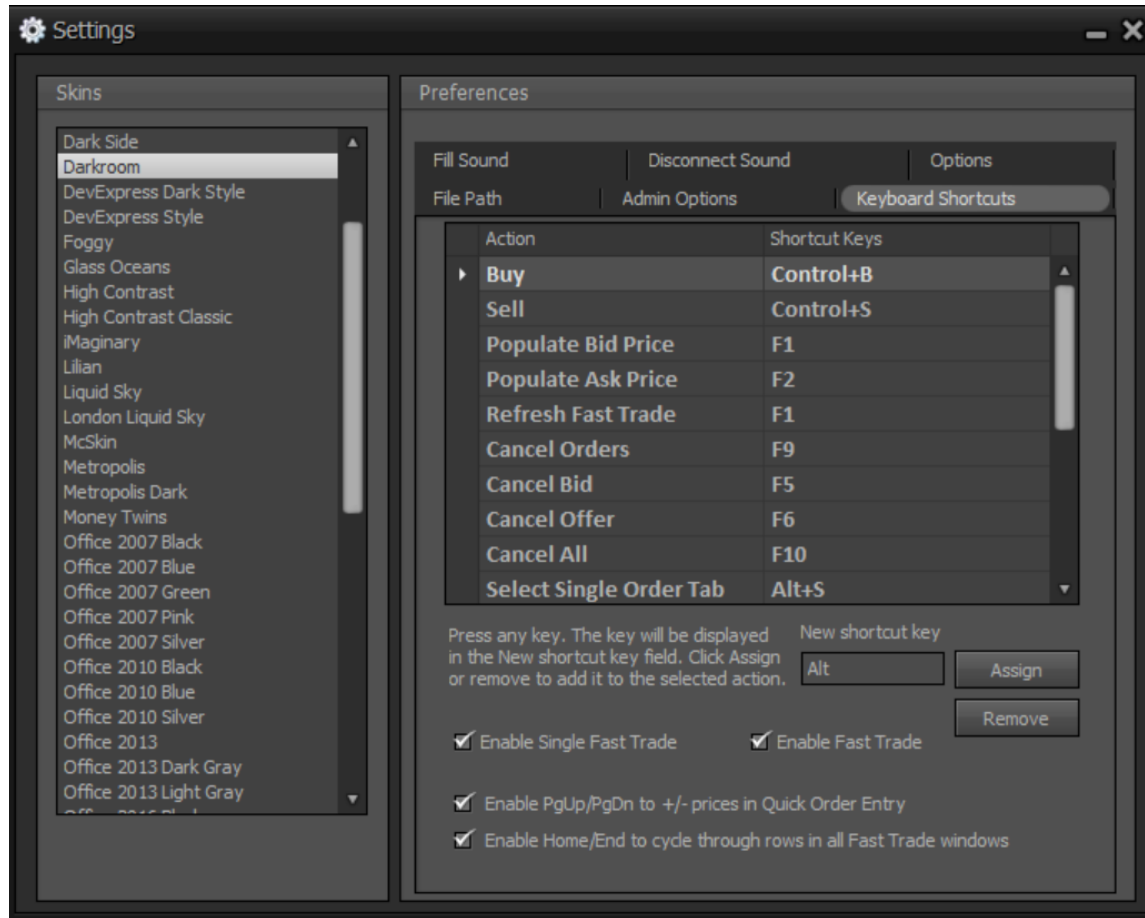 Settings
Skins
Dark Side
Darkroom
DevExpress Dark Style
DevExpress Style
Foggy
Glass Oceans
High Contrast
High Contrast Classic
iMaginary
Lilian
Liquid Sky
London Liquid Sky
McSkin
Metropolis
Metropolis Dark
Money Twins
Office 2007 Black
Office 2007 Blue
Office 2007 Green
Office 2007 Pink
Office 2007 Silver
Office 2010 Black
Office 2010 Blue
Office 2010 Silver
Office 2013
Office 2013 Dark Gray
Office 2013 Light Gray
Preferences
Fill Sound Disconnect Sound Options
File Path Admin Options Keyboard Shortcuts
Action Shortcut Keys
Buy Control+B
Sell Control+S
Populate Bid Price F1
Populate Ask Price F2
Refresh Fast Trade F1
Cancel Orders F9
Cancel Bid F5
Cancel Offer F6
Cancel All F10
Select Single Order Tab Alt+S
Press any key. The key will be displayed
in the New shortcut key field. Click Assign
or remove to add it to the selected action.
New shortcut key
Alt
Assign
Remove
Enable Single Fast Trade Enable Fast Trade
Enable PgUp/PgDn to +/- prices in Quick Order Entry
Enable Home/End to cycle through rows in all Fast Trade windows